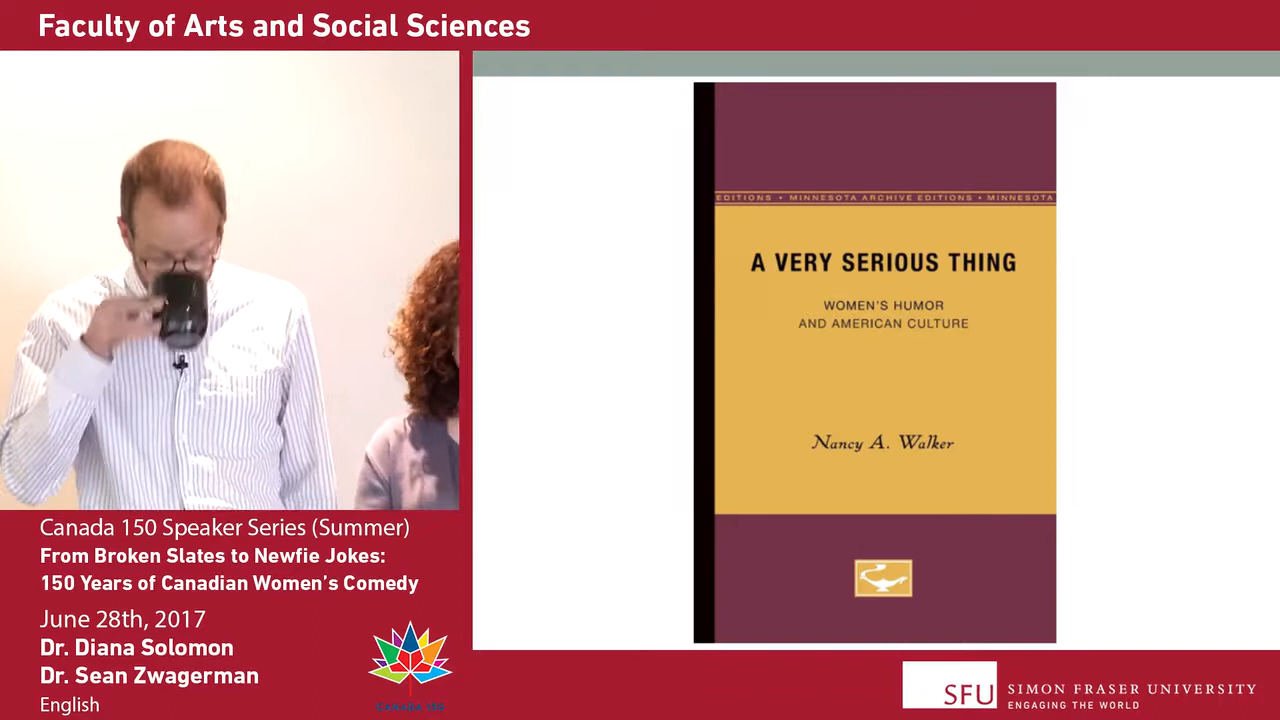 Faculty of Arts and Social Sciences
EDITIONS • MINNESOTA ARCHIVE EDITIONS • MINNESOTA
A VERY SERIOUS THING
WOMEN'S HUMOR
AND AMERICAN CULTURE
Nancy A. Walker
Canada 150 Speaker Series (Summer)
From Broken Slates to Newfie Jokes:
150 Years of Canadian Women's Comedy
June 28th, 2017
Dr. Diana Solomon
Dr. Sean Zwagerman
English
CANADA 150
SFU
SIMON FRASER UNIVERSITY
ENGAGING THE WORLD